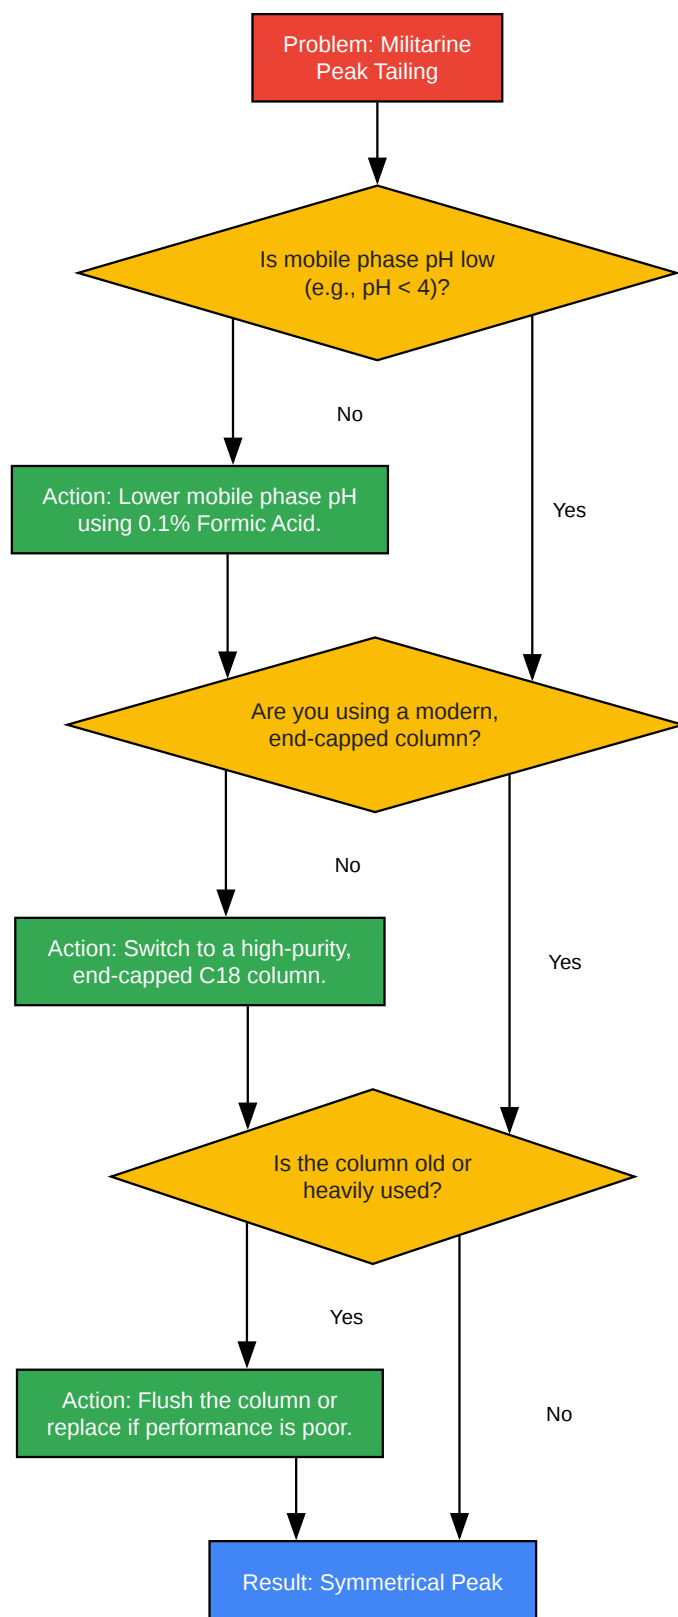 Problem: Militarine
Peak Tailing
Is mobile phase pH low
(e.g., pH < 4)?
No
Action: Lower mobile phase pH
using 0.1% Formic Acid.
Yes
Are you using a modern,
end-capped column?
No
Action: Switch to a high-purity,
end-capped C18 column.
Yes
Is the column old or
heavily used?
Yes
Action: Flush the column or
replace if performance is poor.
No
Result: Symmetrical Peak